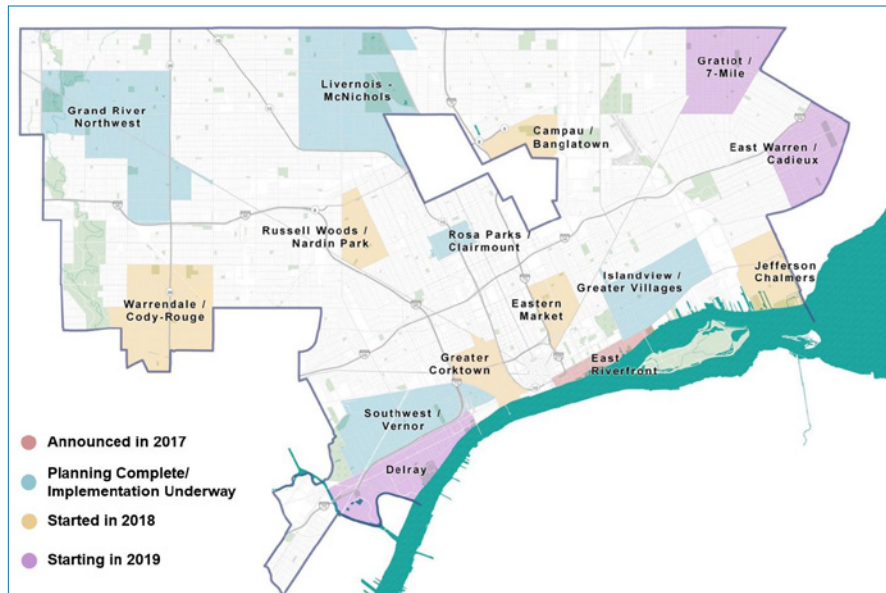 Gratiot /
7-Mile
Livernois -
McNichols
Grand River
Northwest
Campau /
Banglatown
East Warren /
Cadieux
Russell Woods /
Nardin Park
Rosa Parks /
Clairmount
Islandview /
Greater Villages
Jefferson
Chalmers
Warrendale /
Cody-Rouge
Eastern
Market
Greater
Corktown
East
Riverfront
Southwest /
Vernor
Delray
Announced in 2017
Planning Complete/
Implementation Underway
Started in 2018
Starting in 2019